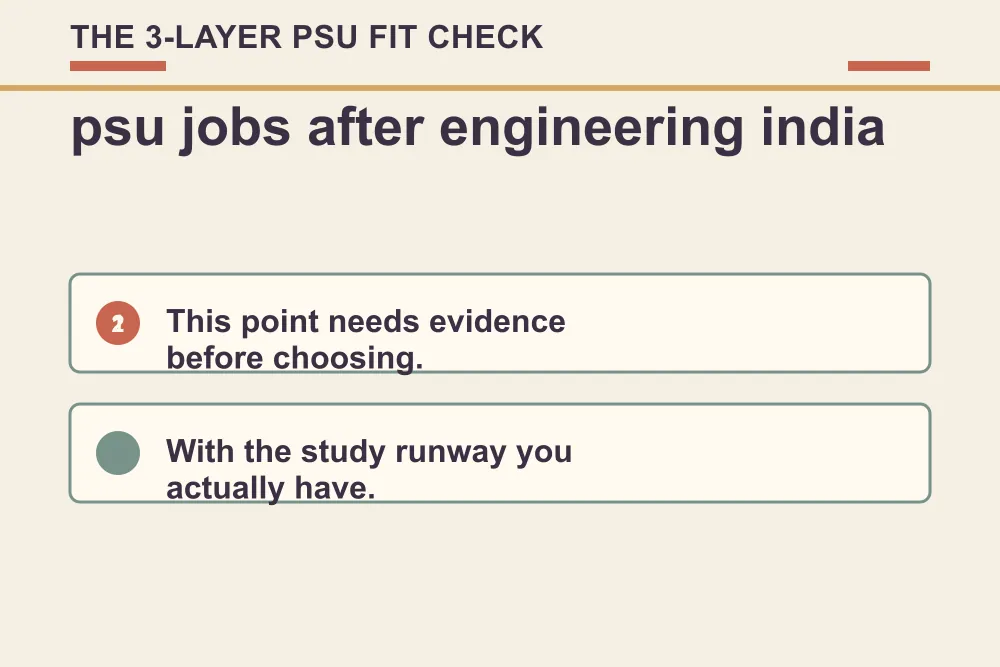 THE 3-LAYER PSU FIT CHECK
psu jobs after engineering india
2
This point needs evidence
before choosing.
With the study runway you
actually have.